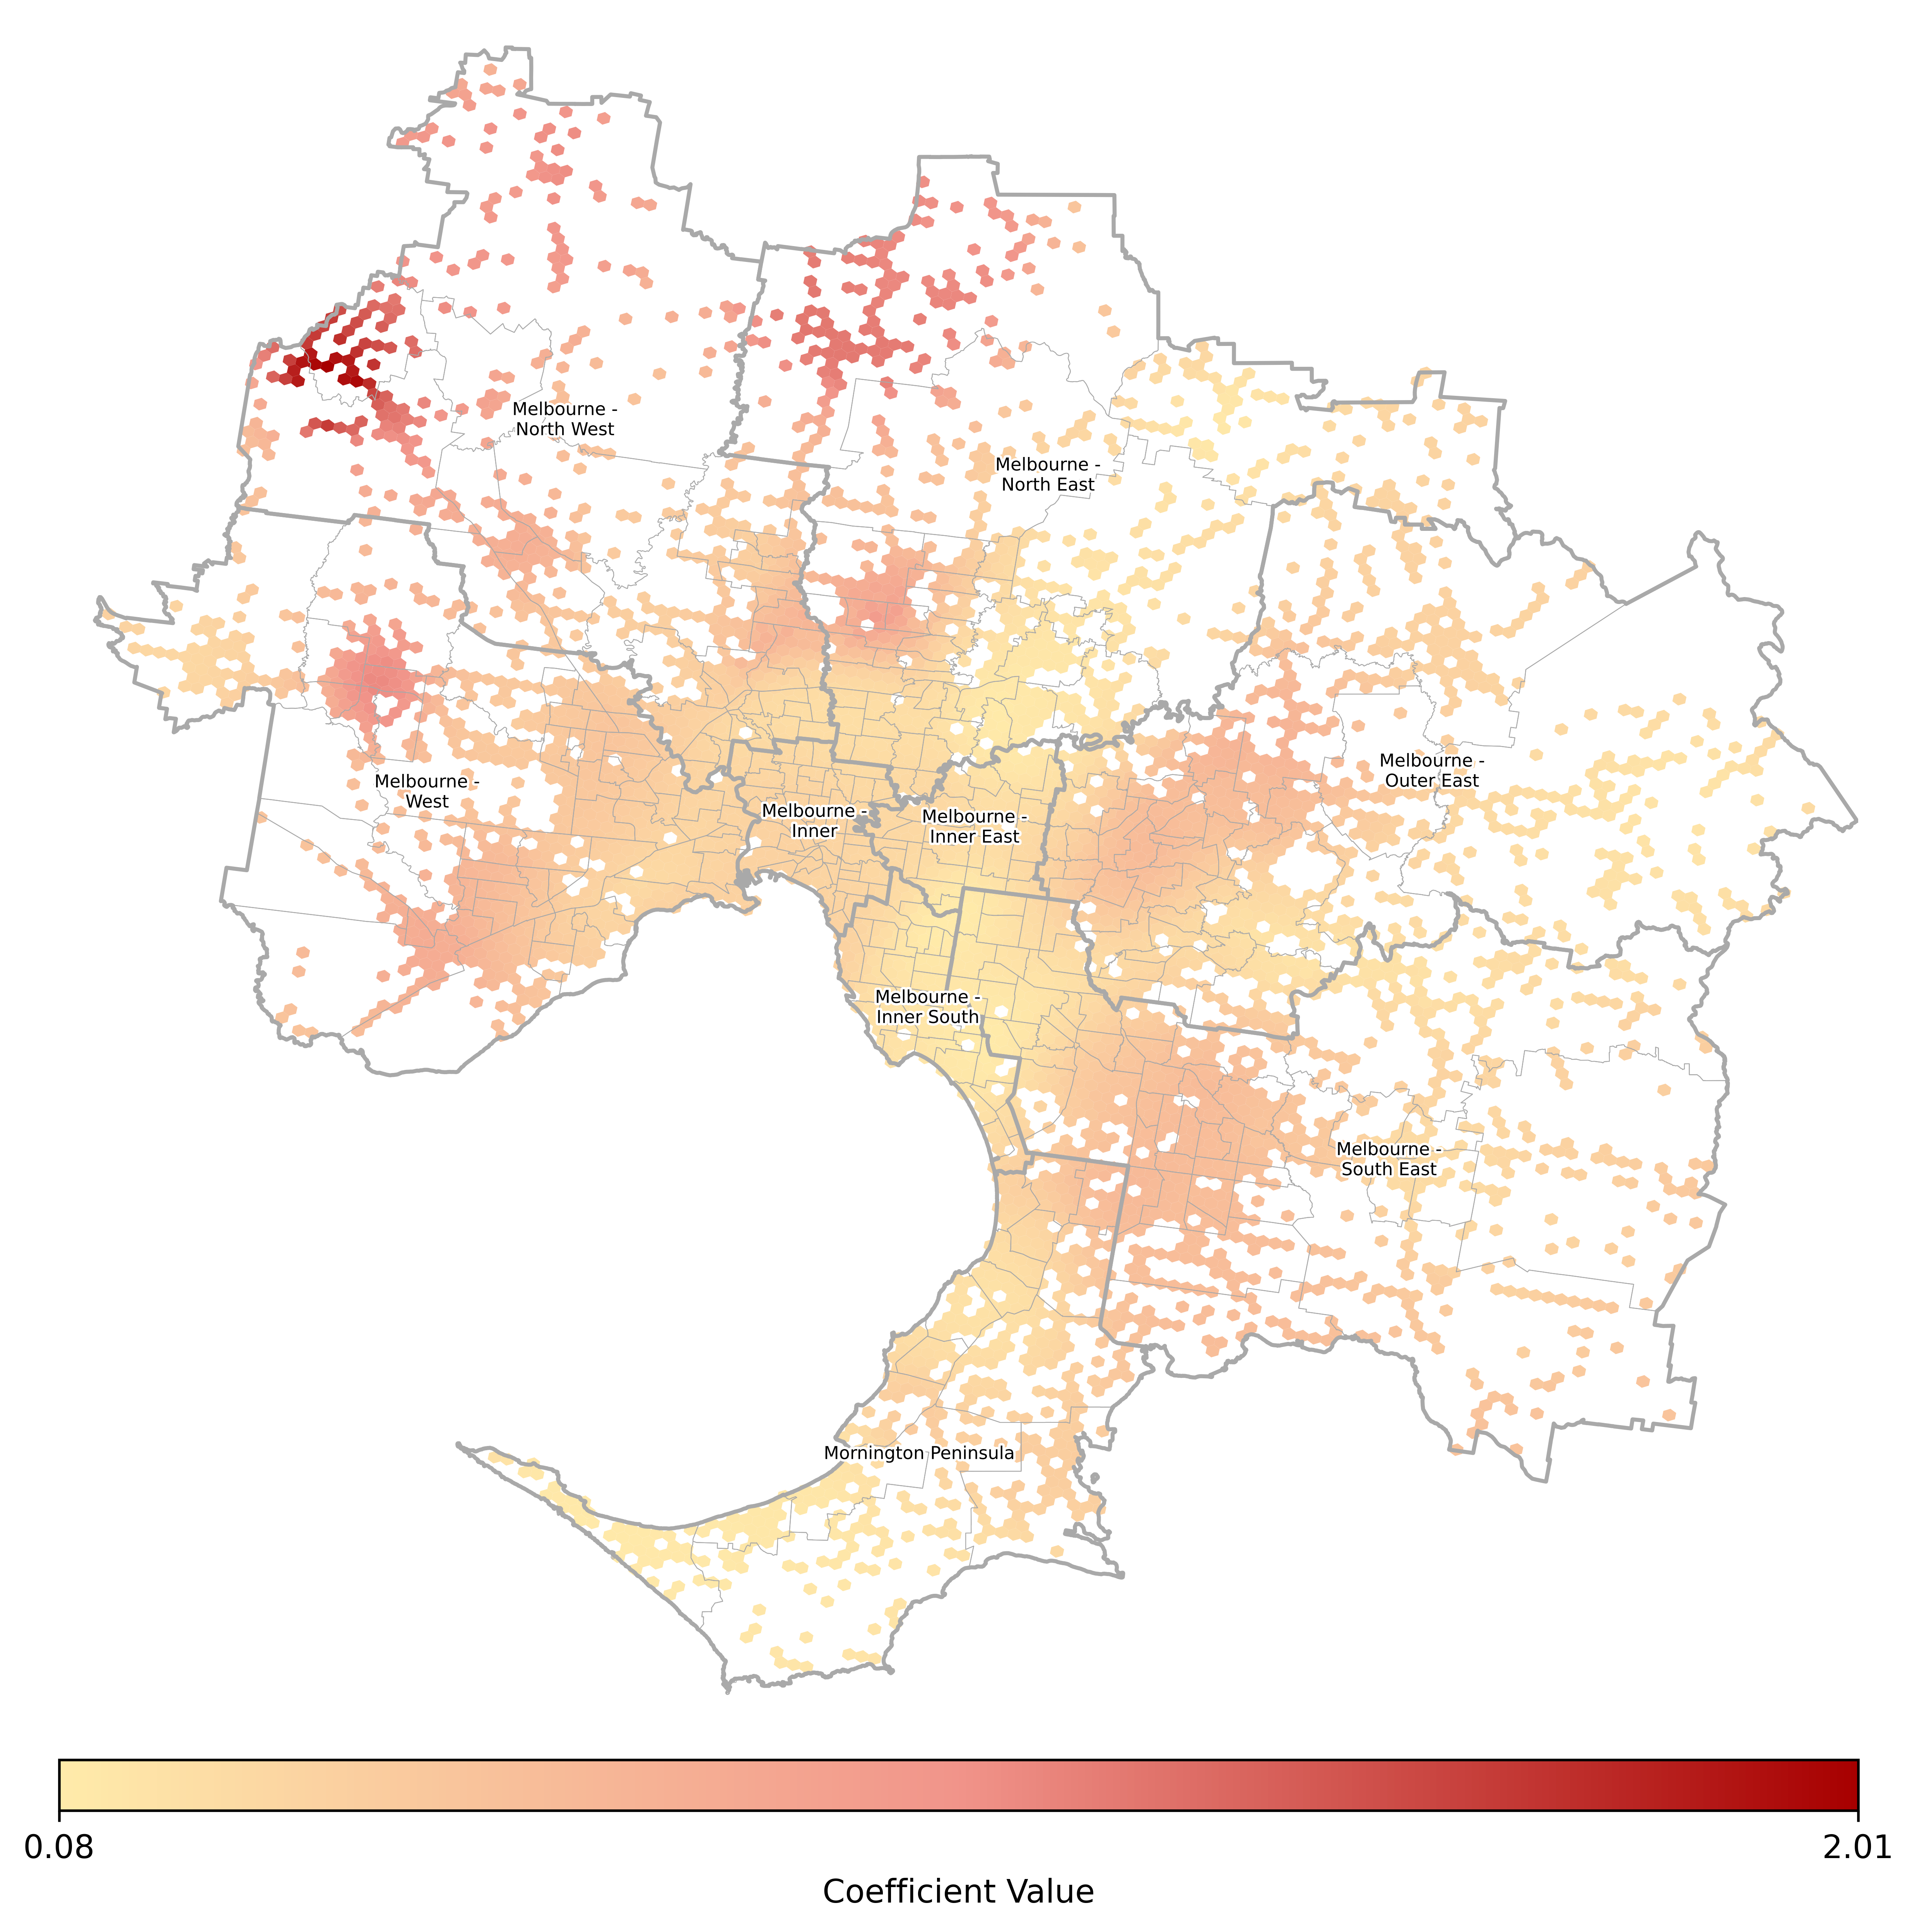 Melbourne -
North West
Melbourne -
North East
Melbourne -
Outer East
Melbourne -
West
Melbourne -
Inner
Melbourne -
Inner East
Melbourne -
Inner South
Melbourne -
South East
Mornington Peninsula
0.08
2.01
Coefficient Value